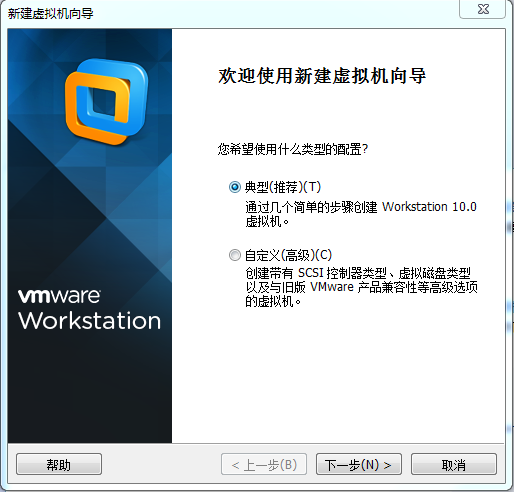 新建虚拟机向导
欢迎使用新建虚拟机向导
您希望使用什么类型的配置?
典型(推荐)(T)
通过几个简单的步骤创建 Workstation 10.0
虚拟机。
自定义(高级)(C)
创建带有 SCSI 控制器类型、虚拟磁盘类型
以及与旧版 VMware 产品兼容性等高级选项
的虚拟机。
vmware
Workstation
帮助
< 上一步(B)
下一步(N) >
取消